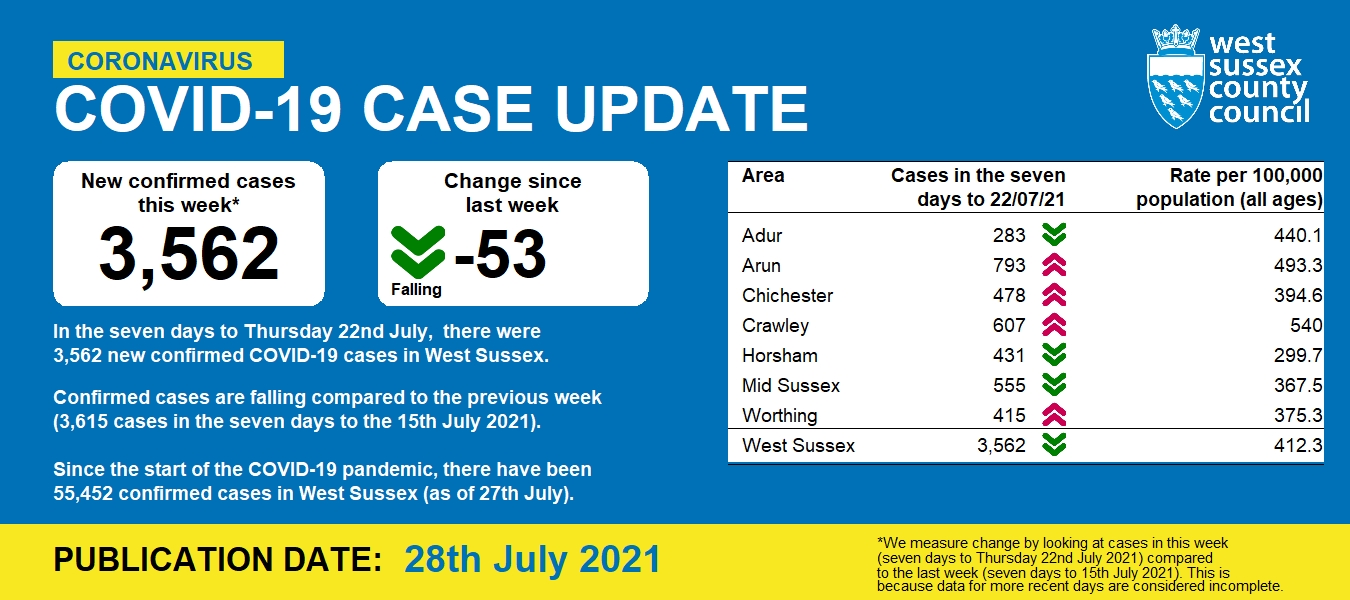 CORONAVIRUS
COVID-19 CASE UPDATE
west
sussex
county
council
New confirmed cases
this week*
3,562
Change since
last week
-53
Falling
In the seven days to Thursday 22nd July,  there were
3,562 new confirmed COVID-19 cases in West Sussex.
Confirmed cases are falling compared to the previous week
(3,615 cases in the seven days to the 15th July 2021).
Since the start of the COVID-19 pandemic, there have been
55,452 confirmed cases in West Sussex (as of 27th July).
Area Cases in the seven Rate per 100,000
days to 22/07/21 population (all ages)
Adur 283 440.1
Arun 793 493.3
Chichester 478 394.6
Crawley 607 540
Horsham 431 299.7
Mid Sussex 555 367.5
Worthing 415 375.3
West Sussex 3,562 412.3
PUBLICATION DATE: 28th July 2021
*We measure change by looking at cases in this week
(seven days to Thursday 22nd July 2021) compared
to the last week (seven days to 15th July 2021). This is
because data for more recent days are considered incomplete.